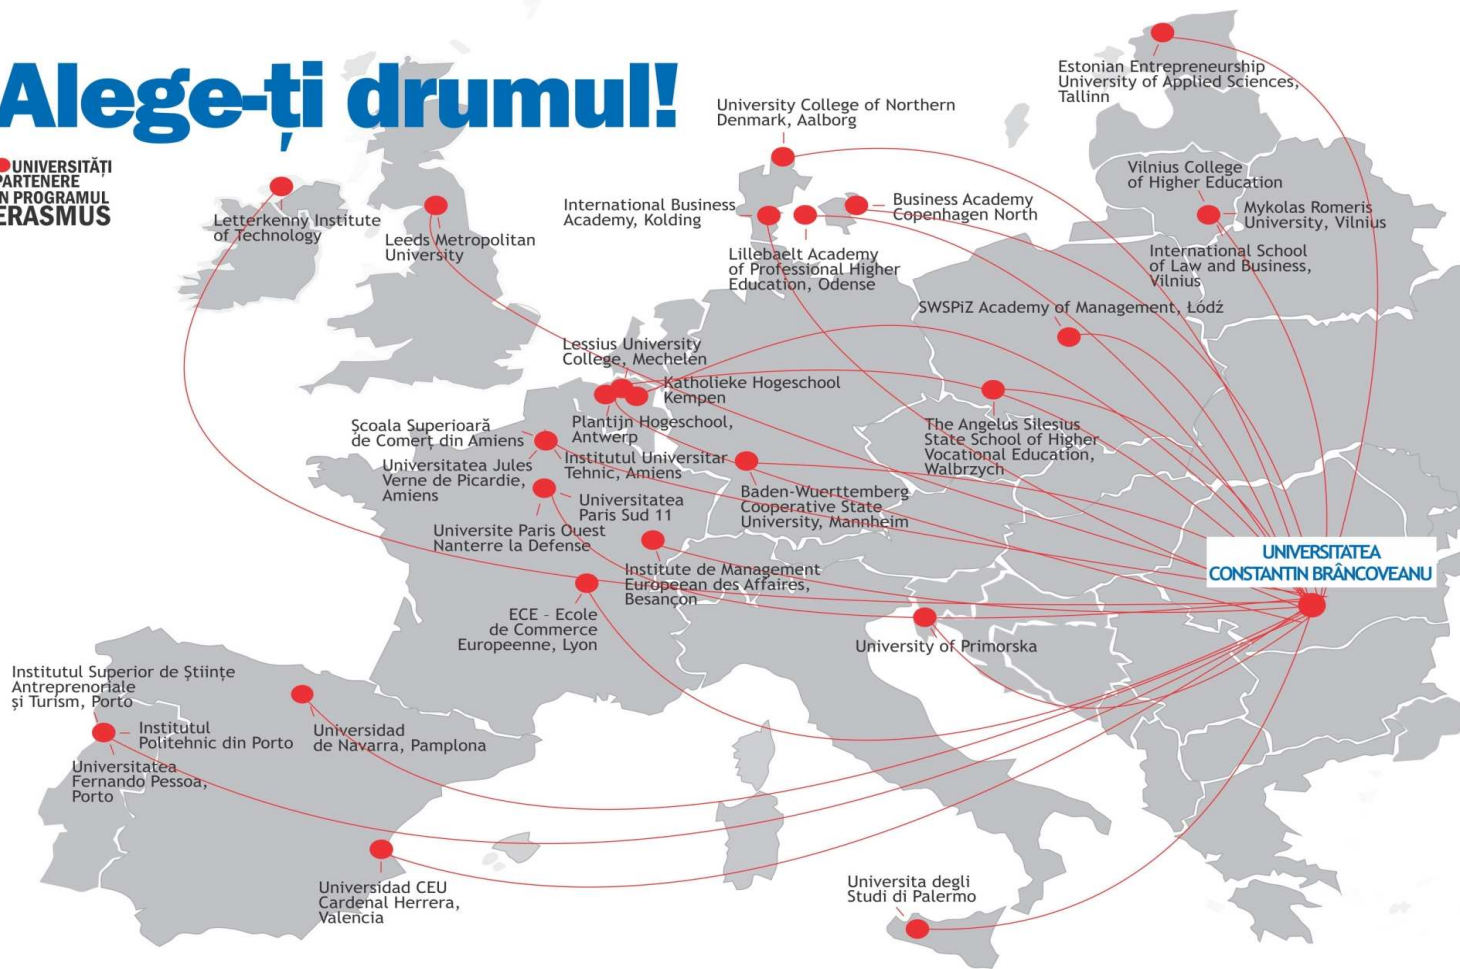 Alege-ți drumul!
UNIVERSITĂȚI
PARTENERE
ÎN PROGRAMUL
ERASMUS
Estonian Entrepreneurship
University of Applied Sciences,
Tallinn
University College of Northern
Denmark, Aalborg
Vilnius College
of Higher Education
Mykolas Romeris
University, Vilnius
International School
of Law and Business,
Vilnius
International Business
Academy, Kolding
Business Academy
Copenhagen North
Lillebaelt Academy
of Professional Higher
Education, Odense
Letterkenny Institute
of Technology
Leeds Metropolitan
University
SWSPiZ Academy of Management, Łódź
Lessius University
College, Mechelen
Katholieke Hogeschool
Kempen
Plantijn Hogeschool,
Antwerp
The Angelus Silesius
State School of Higher
Vocational Education,
Walbrzych
Școala Superioară
de Comerț din Amiens
Institutul Universitar
Tehnic, Amiens
Universitatea Jules
Verne de Picardie,
Amiens
Baden-Wuerttemberg
Cooperative State
University, Mannheim
Universitatea
Paris Sud 11
Universite Paris Ouest
Nanterre la Defense
Institute de Management
Europeean des Affaires,
Besançon
UNIVERSITATEA
CONSTANTIN BRÂNCOVEANU
ECE - Ecole
de Commerce
Europeenne, Lyon
University of Primorska
Institutul Superior de Științe
Antreprenoriale
și Turism, Porto
Institutul
Politehnic din Porto
Universidad
de Navarra, Pamplona
Universitatea
Fernando Pessoa,
Porto
Universidad CEU
Cardenal Herrera,
Valencia
Universita degli
Studi di Palermo